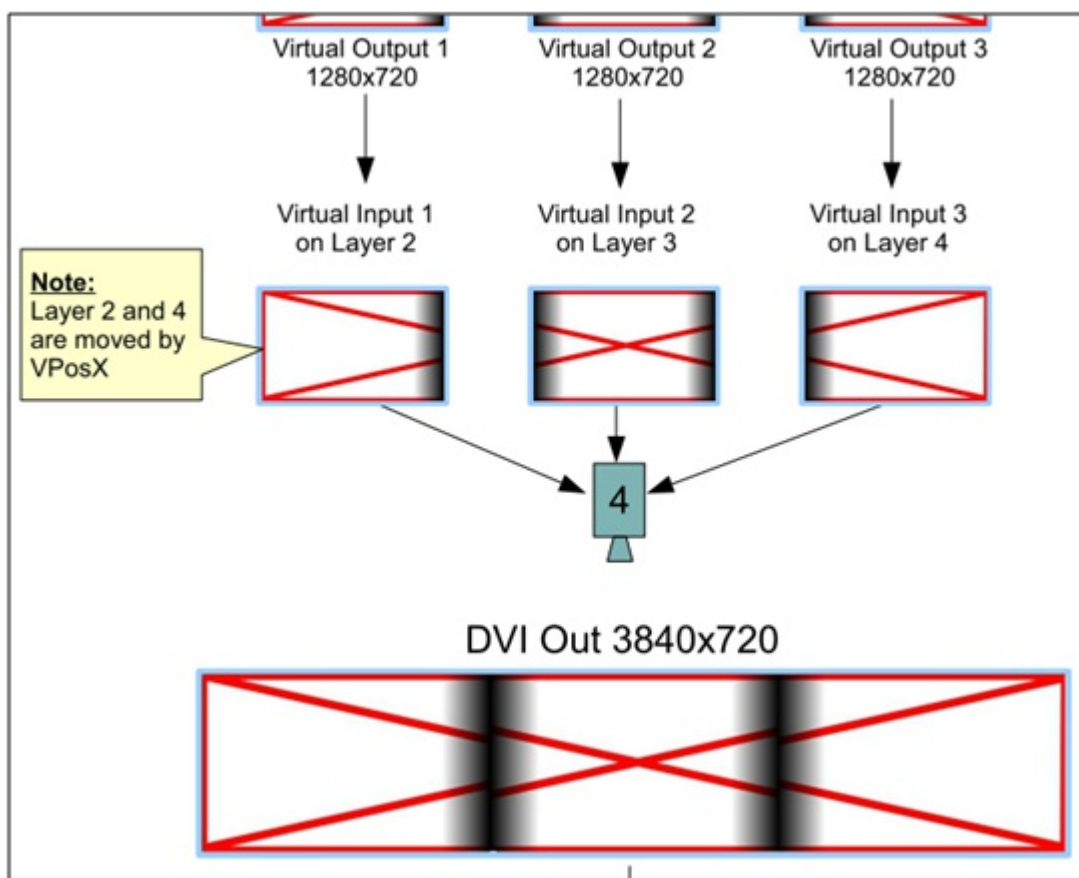 Virtual Output 1
1280x720
Virtual Output 2
1280x720
Virtual Output 3
1280x720
Virtual Input 1
on Layer 2
Virtual Input 2
on Layer 3
Virtual Input 3
on Layer 4
Note:
Layer 2 and 4
are moved by
VPosX
4
DVI Out 3840x720